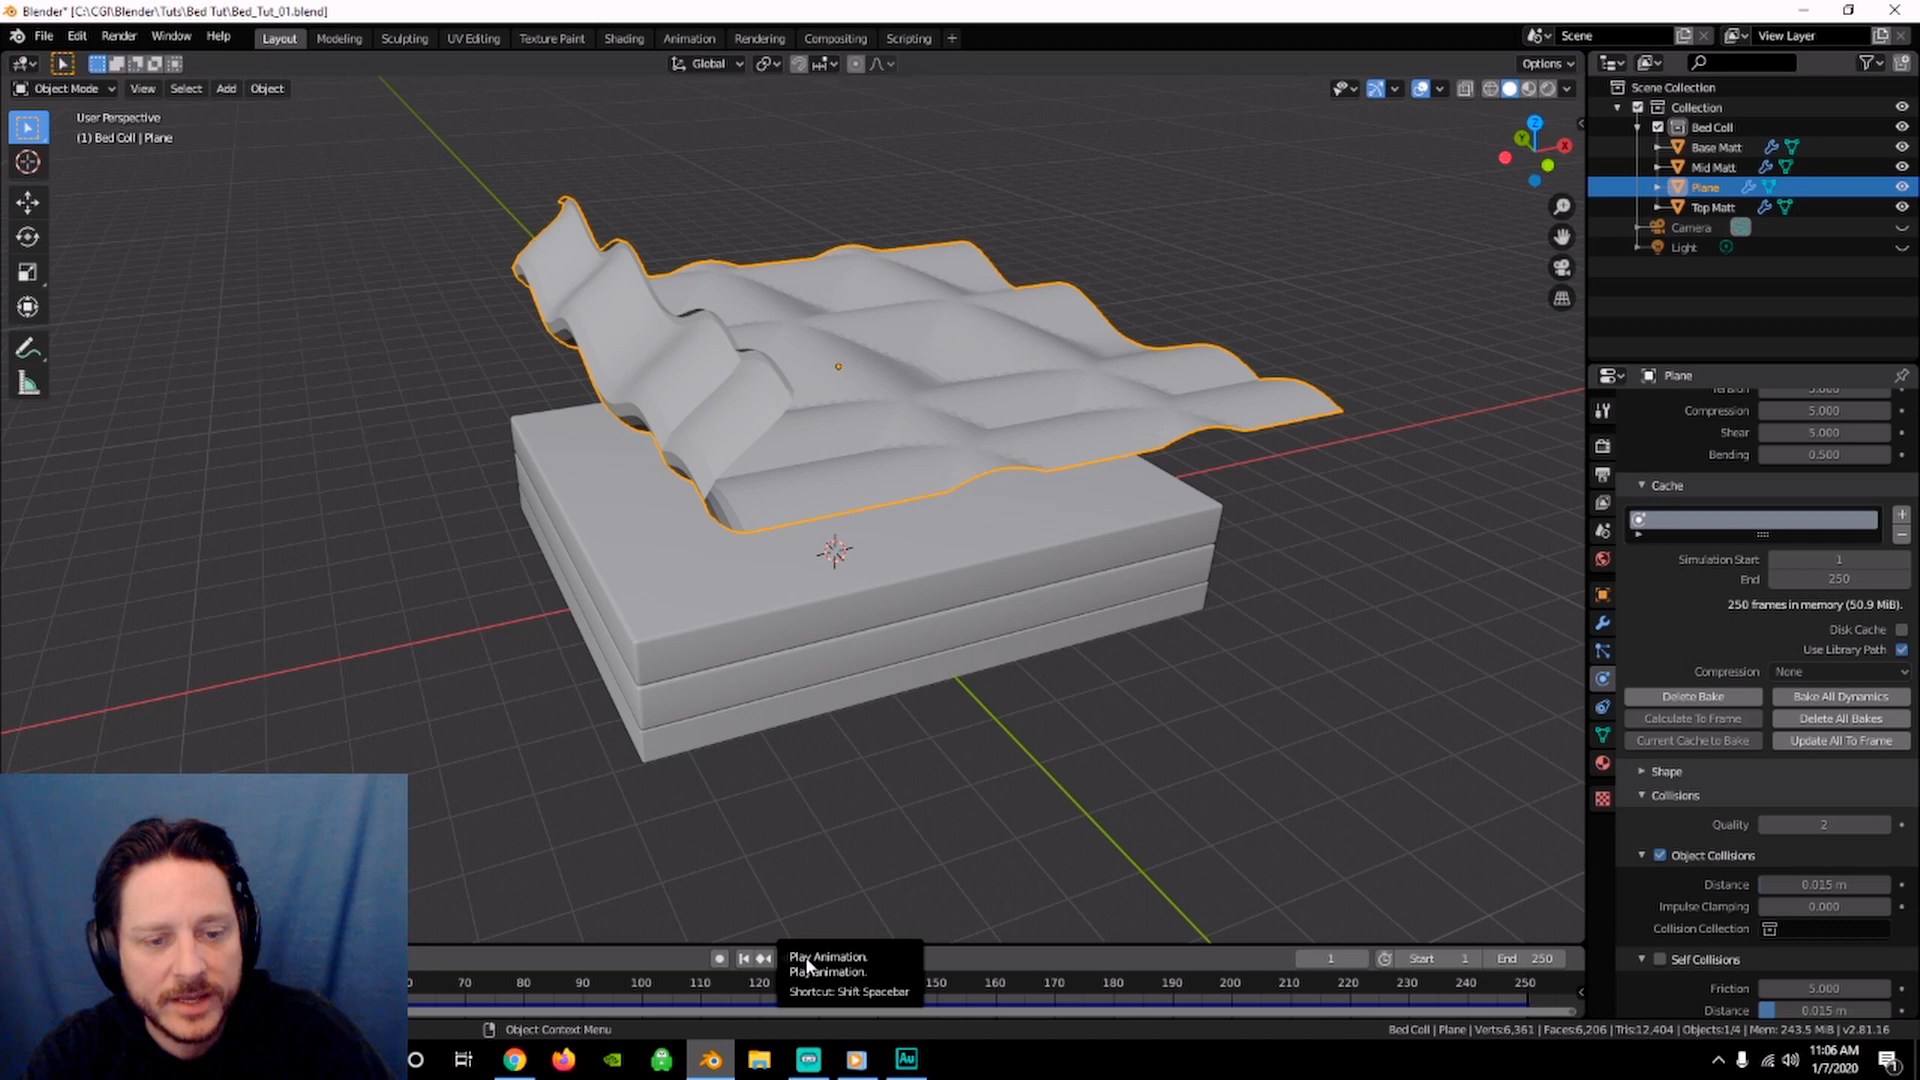 Blender* [C:\CGI\Blender\Tuts\Bed Tut\Bed_Tut_01.blend]
File Edit Render Window Help Layout Modeling Sculpting UV Editing Texture Paint Shading Animation Rendering Compositing Scripting + Scene View Layer
Global Options
Object Mode View Select Add Object
User Perspective
(1) Bed Coll | Plane
Z
Y
X
Scene Collection
Collection
Bed Coll
Base Matt
Mid Matt
Plane
Top Matt
Camera
Light
Plane
Tension 5.000
Compression 5.000
Shear 5.000
Bending 0.500
Cache
Simulation Start 1
End 250
250 frames in memory (50.9 MiB).
Disk Cache
Use Library Path
Compression None
Delete Bake Bake All Dynamics
Calculate To Frame Delete All Bakes
Current Cache to Bake Update All To Frame
Shape
Collisions
Quality 2
Object Collisions
Distance 0.015 m
Impulse Clamping 0.000
Collision Collection
Self Collisions
Friction 5.000
Distance 0.015 m
Play Animation.
Play animation.
Shortcut: Shift Spacebar
1 Start 1 End 250
70 80 90 100 110 120 150 160 170 180 190 200 210 220 230 240 250
Object Context Menu
Bed Coll | Plane | Verts:6,361 | Faces:6,206 | Tris:12,404 | Objects:1/4 | Mem: 243.5 MiB | v2.81.16
Au
11:06 AM
1/7/2020
1